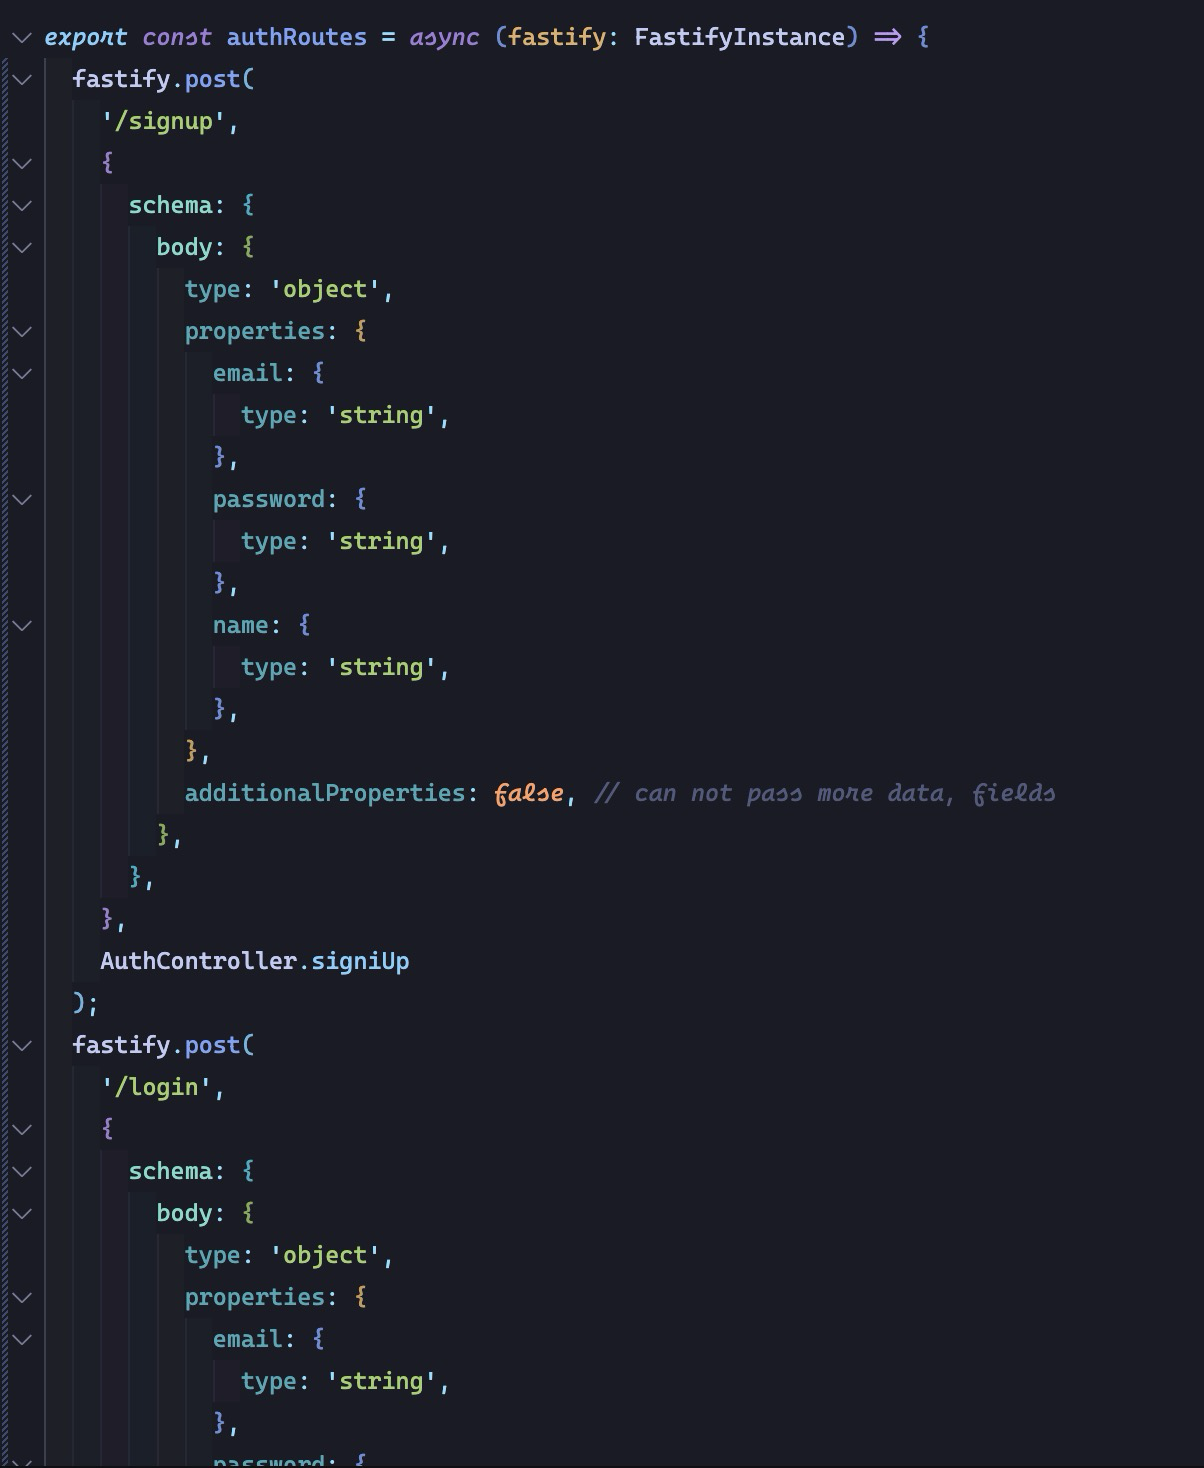 export const authRoutes = async (fastify: FastifyInstance) => {
  fastify.post(
    '/signup',
    {
      schema: {
        body: {
          type: 'object',
          properties: {
            email: {
              type: 'string',
            },
            password: {
              type: 'string',
            },
            name: {
              type: 'string',
            },
          },
          additionalProperties: false, // can not pass more data, fields
        },
      },
    },
    AuthController.signiUp
  );
  fastify.post(
    '/login',
    {
      schema: {
        body: {
          type: 'object',
          properties: {
            email: {
              type: 'string',
            },
            password: {